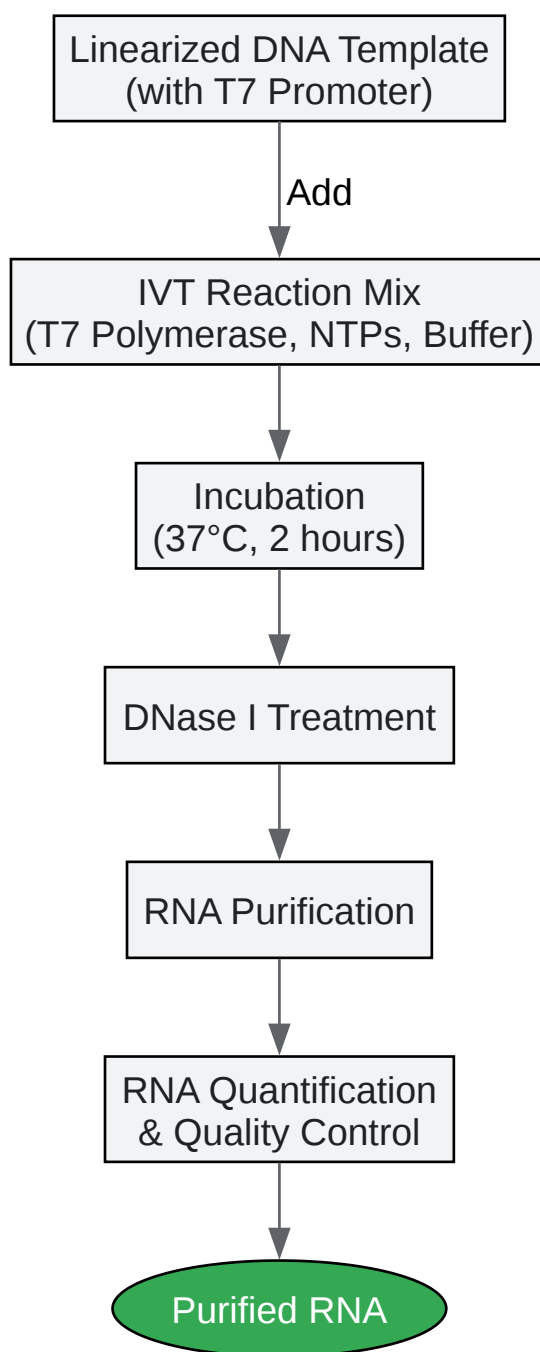 Linearized DNA Template
(with T7 Promoter)
Add
IVT Reaction Mix
(T7 Polymerase, NTPs, Buffer)
Incubation
(37°C, 2 hours)
DNase I Treatment
RNA Purification
RNA Quantification
& Quality Control
Purified RNA